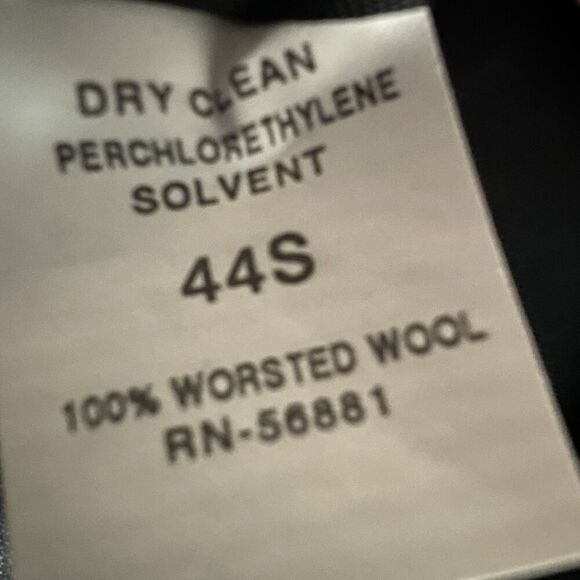 DRY CLEAN
PERCHLORETHYLENE
SOLVENT
44S
100% WORSTED WOOL
RN-56881